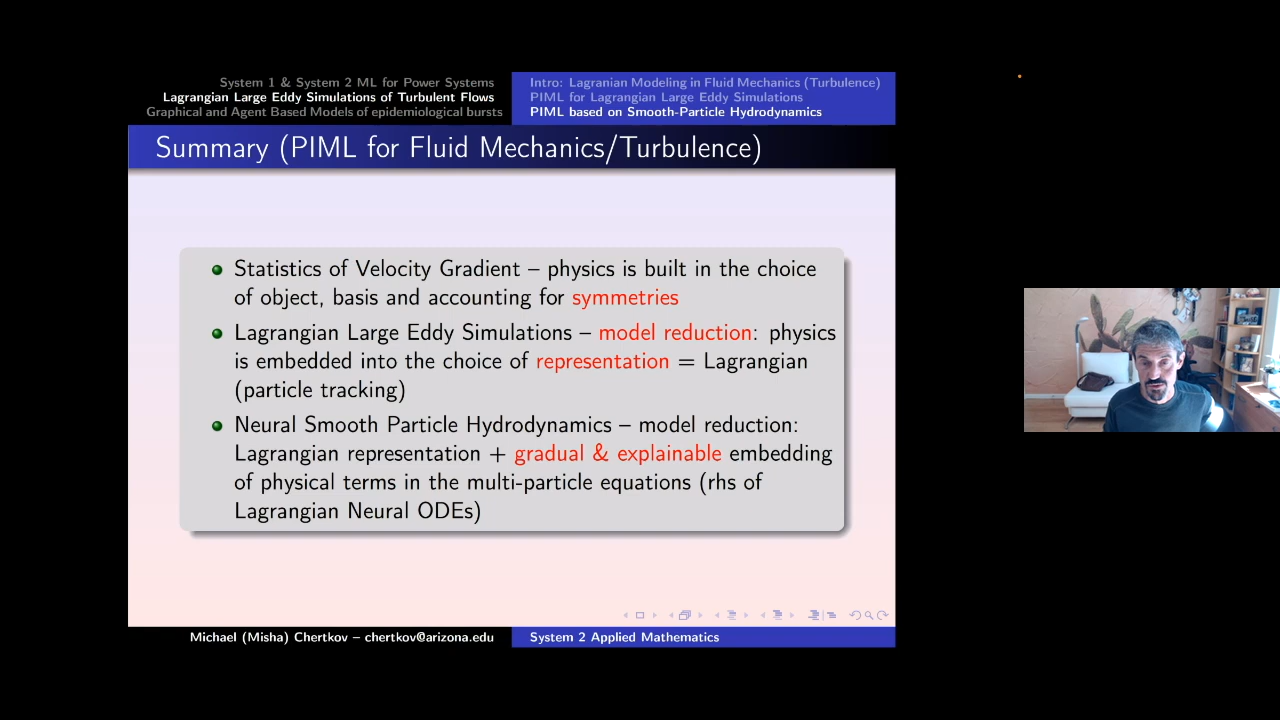 System 1 & System 2 ML for Power Systems
Lagrangian Large Eddy Simulations of Turbulent Flows
Graphical and Agent Based Models of epidemiological bursts
Intro: Lagranian Modeling in Fluid Mechanics (Turbulence)
PIML for Lagrangian Large Eddy Simulations
PIML based on Smooth-Particle Hydrodynamics
Summary (PIML for Fluid Mechanics/Turbulence)
Statistics of Velocity Gradient – physics is built in the choice
of object, basis and accounting for symmetries
Lagrangian Large Eddy Simulations – model reduction: physics
is embedded into the choice of representation = Lagrangian
(particle tracking)
Neural Smooth Particle Hydrodynamics – model reduction:
Lagrangian representation + gradual & explainable embedding
of physical terms in the multi-particle equations (rhs of
Lagrangian Neural ODEs)
Michael (Misha) Chertkov – chertkov@arizona.edu
System 2 Applied Mathematics